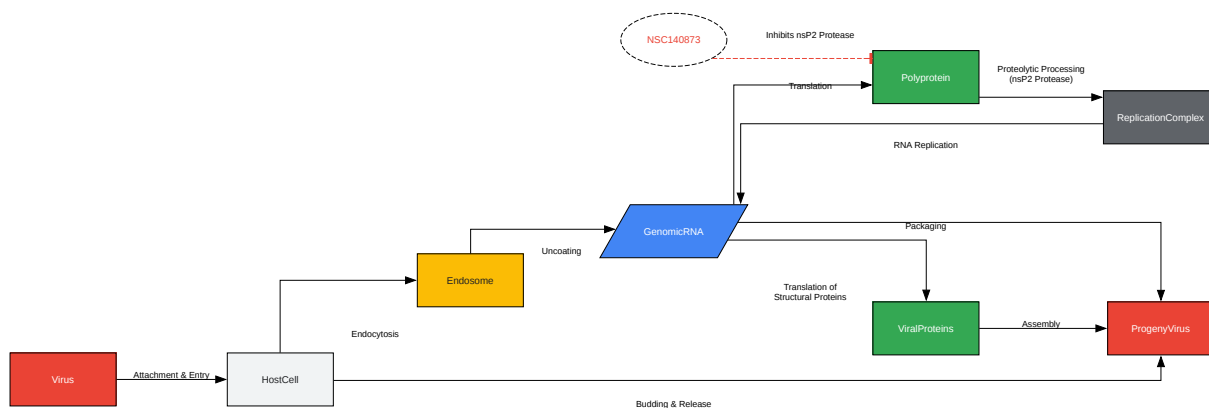 NSC140873
Inhibits nsP2 Protease
Polyprotein
Proteolytic Processing
(nsP2 Protease)
Translation
ReplicationComplex
RNA Replication
GenomicRNA
Packaging
Uncoating
Endosome
Translation of
Structural Proteins
ViralProteins
Assembly
ProgenyVirus
Endocytosis
Virus
Attachment & Entry
HostCell
Budding & Release